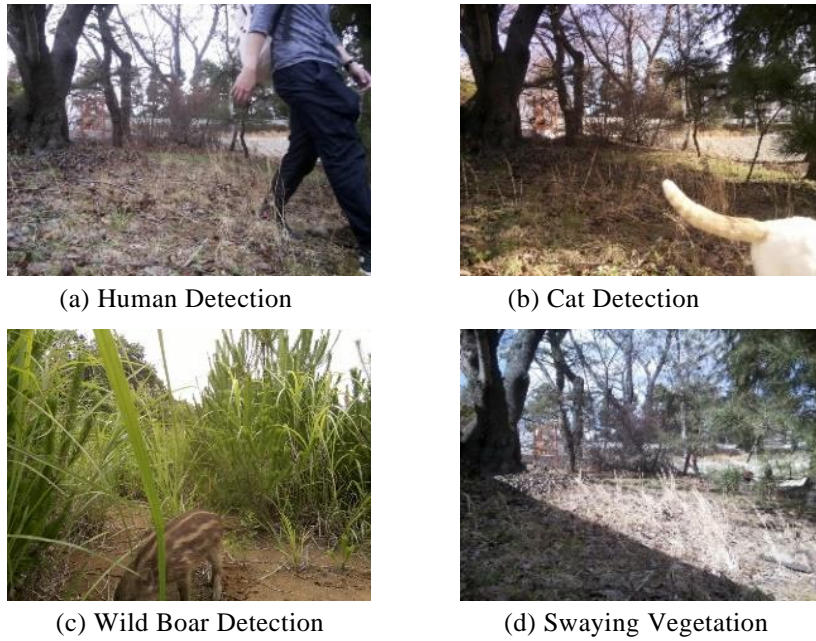 (a) Human Detection
(b) Cat Detection
(c) Wild Boar Detection
(d) Swaying Vegetation